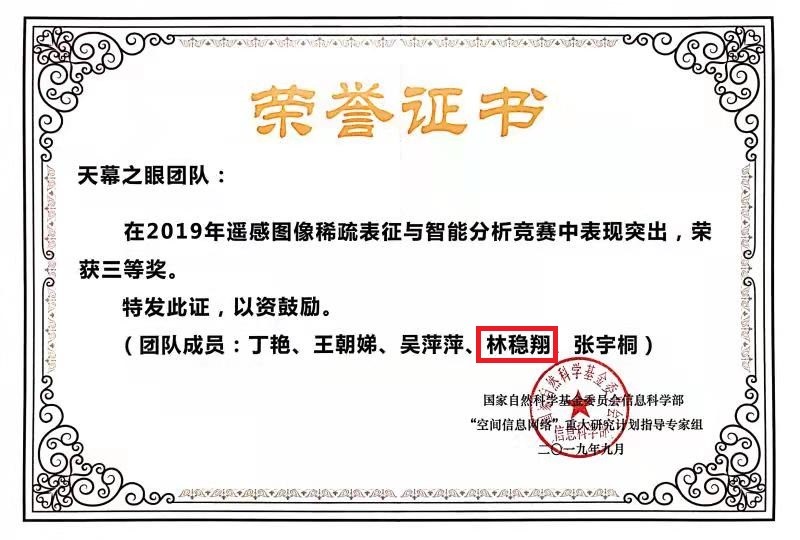 荣誉证书
天幕之眼团队：
在2019年遥感图像稀疏表征与智能分析竞赛中表现突出，荣
获三等奖。
特发此证，以资鼓励。
（团队成员：丁艳、王朝娣、吴萍萍、林稳翔 张宇桐）
国家自然科学基金委员会信息科学部
“空间信息网络”重大研究计划指导专家组
二〇一九年九月
国家自然科学基金委员会
信息科学部